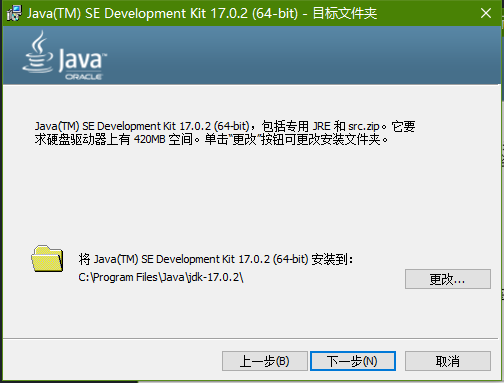 Java(TM) SE Development Kit 17.0.2 (64-bit) - 目标文件夹
Java
ORACLE
Java(TM) SE Development Kit 17.0.2 (64-bit)，包括专用 JRE 和 src.zip。它要
求硬盘驱动器上有 420MB 空间。单击“更改”按钮可更改安装文件夹。
将 Java(TM) SE Development Kit 17.0.2 (64-bit) 安装到：
C:\Program Files\Java\jdk-17.0.2\
更改...
上一步(B) 下一步(N) 取消